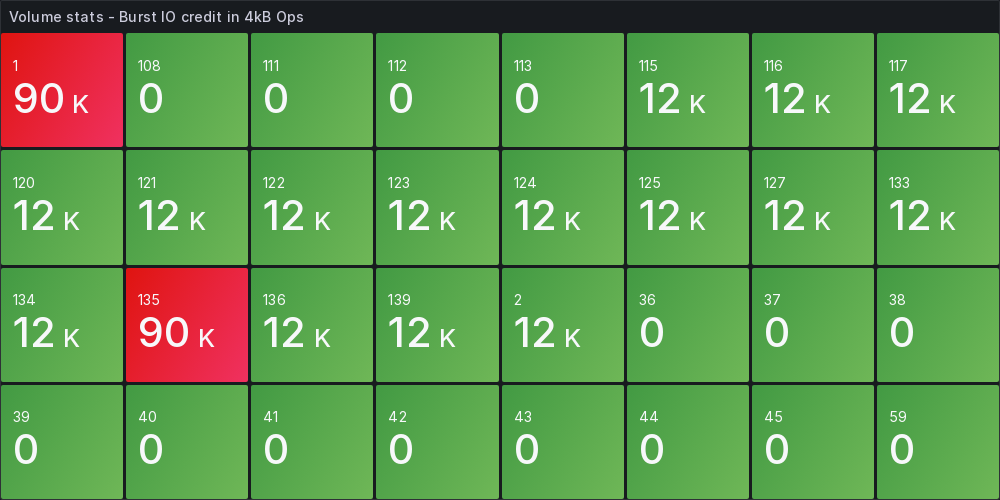 Volume stats - Burst IO credit in 4kB Ops
1 108 111 112 113 115 116 117
90 K 0 0 0 0 12 K 12 K 12 K
120 121 122 123 124 125 127 133
12 K 12 K 12 K 12 K 12 K 12 K 12 K 12 K
134 135 136 139 2 36 37 38
12 K 90 K 12 K 12 K 12 K 0 0 0
39 40 41 42 43 44 45 59
0 0 0 0 0 0 0 0